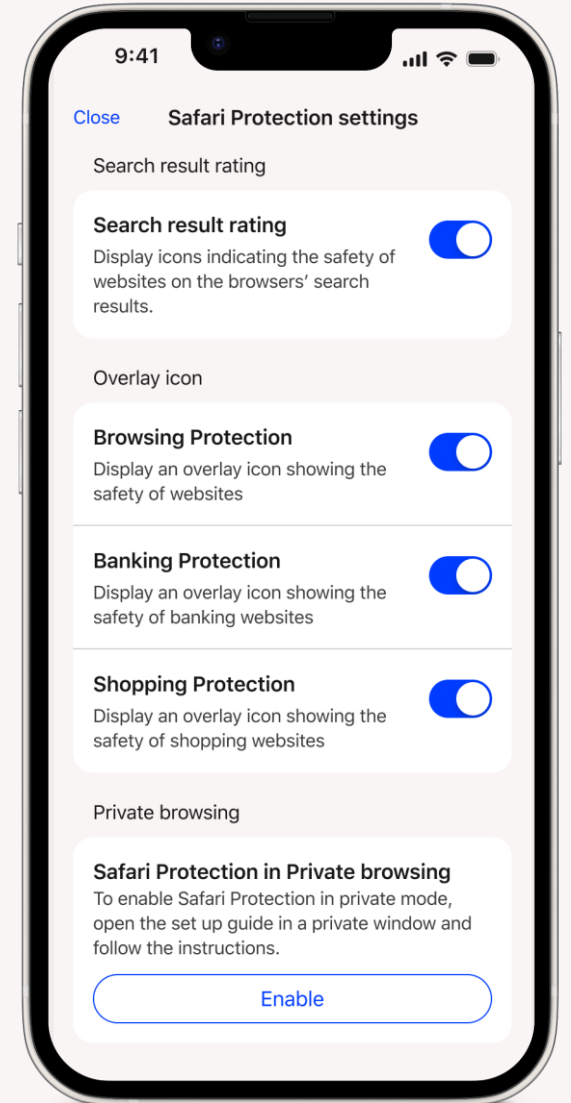 9:41
Close Safari Protection settings
Search result rating
Search result rating
Display icons indicating the safety of
websites on the browsers’ search
results.
Overlay icon
Browsing Protection
Display an overlay icon showing the
safety of websites
Banking Protection
Display an overlay icon showing the
safety of banking websites
Shopping Protection
Display an overlay icon showing the
safety of shopping websites
Private browsing
Safari Protection in Private browsing
To enable Safari Protection in private mode,
open the set up guide in a private window and
follow the instructions.
Enable